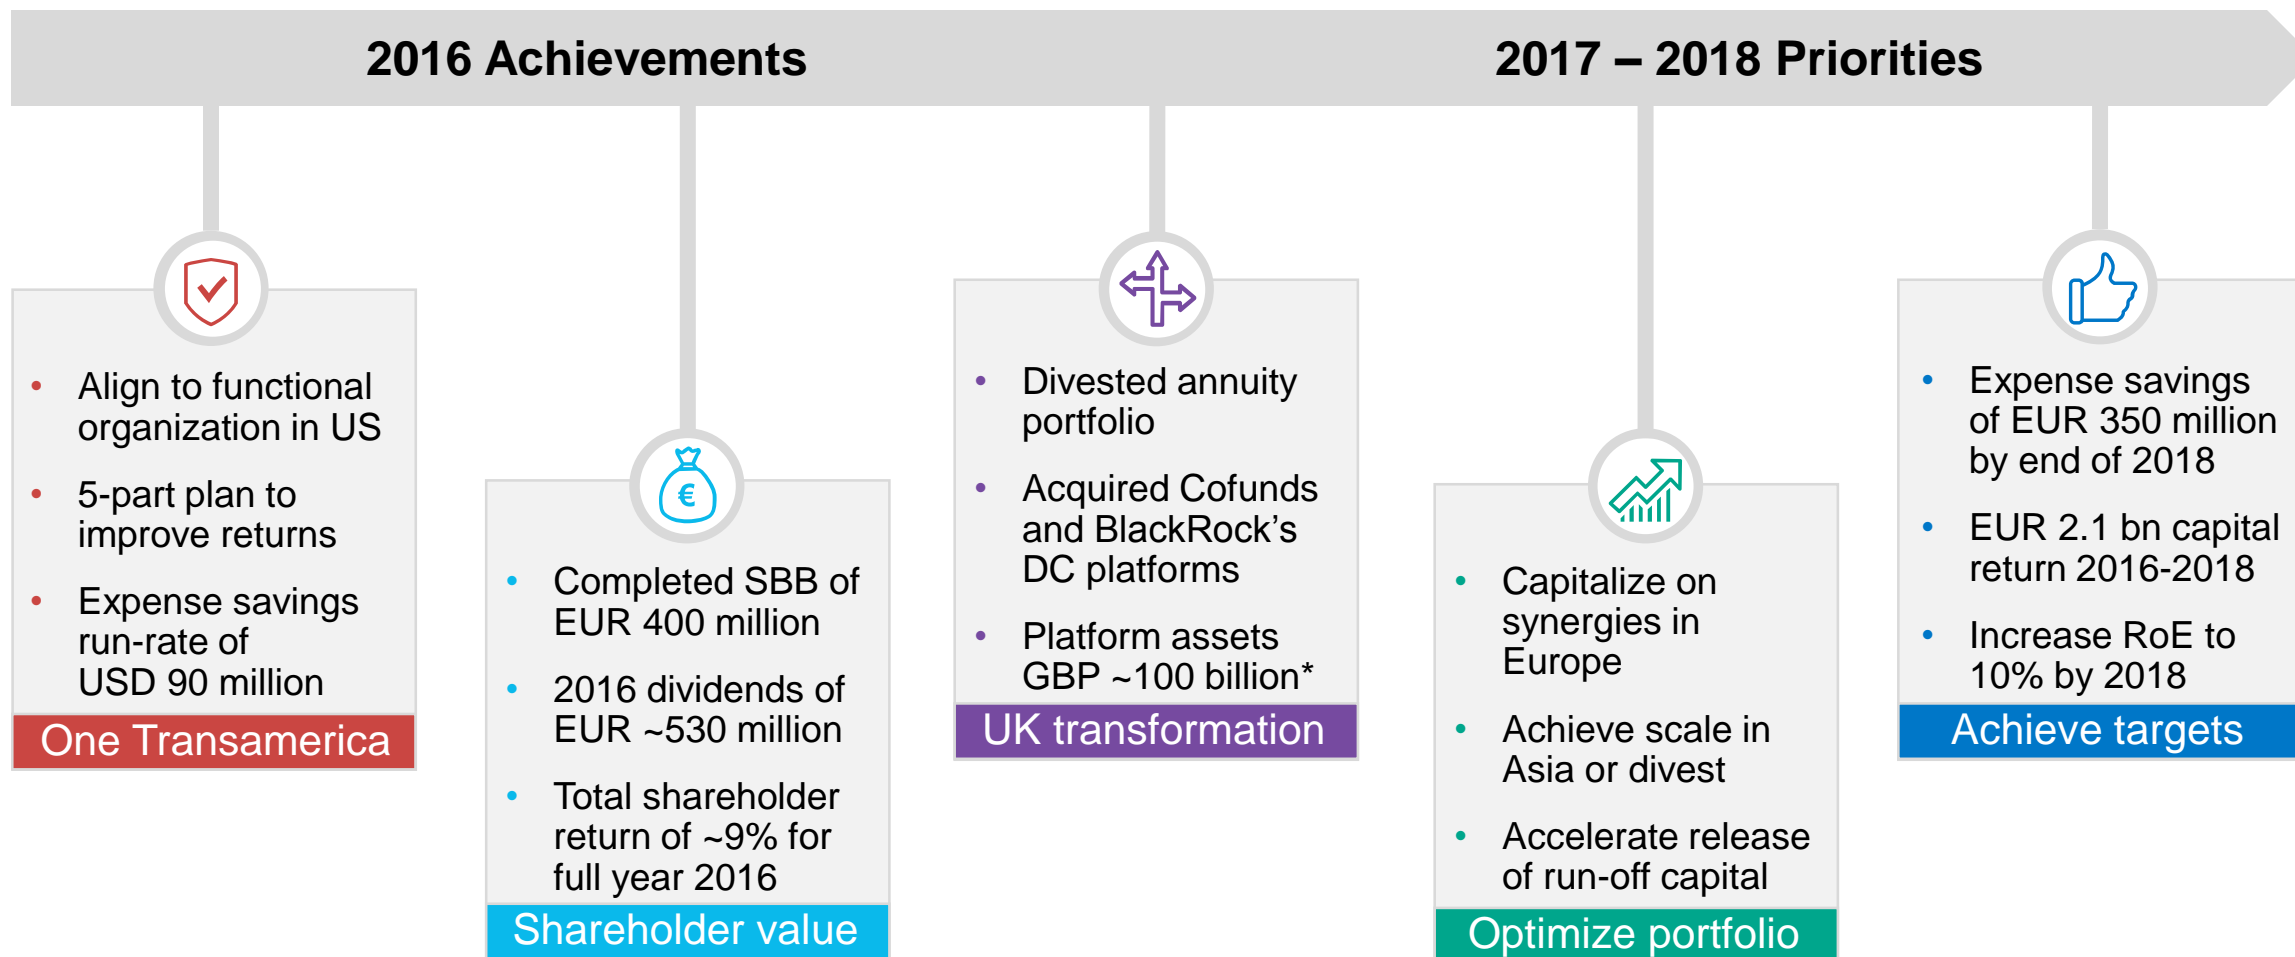 2016 Achievements
2017 – 2018 Priorities
• Align to functional
organization in US
• 5-part plan to
improve returns
• Expense savings
run-rate of
USD 90 million
One Transamerica
€
• Completed SBB of
EUR 400 million
• 2016 dividends of
EUR ~530 million
• Total shareholder
return of ~9% for
full year 2016
Shareholder value
• Divested annuity
portfolio
• Acquired Cofunds
and BlackRock’s
DC platforms
• Platform assets
GBP ~100 billion*
UK transformation
• Capitalize on
synergies in
Europe
• Achieve scale in
Asia or divest
• Accelerate release
of run-off capital
Optimize portfolio
• Expense savings
of EUR 350 million
by end of 2018
• EUR 2.1 bn capital
return 2016-2018
• Increase RoE to
10% by 2018
Achieve targets